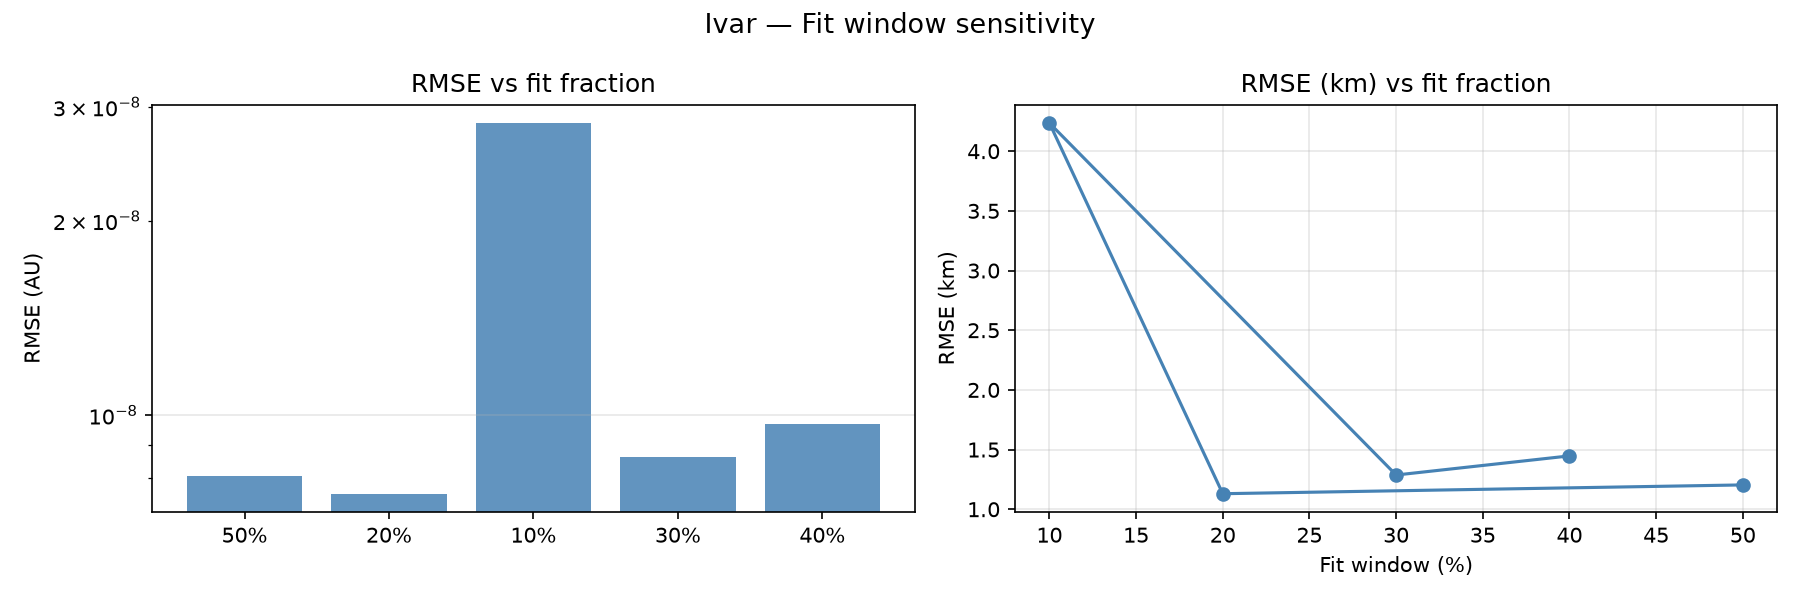 Ivar — Fit window sensitivity
RMSE vs fit fraction
RMSE (AU)
3 × 10⁻⁸
2 × 10⁻⁸
10⁻⁸
50% 20% 10% 30% 40%
RMSE (km) vs fit fraction
RMSE (km)
4.0
3.5
3.0
2.5
2.0
1.5
1.0
10 15 20 25 30 35 40 45 50
Fit window (%)